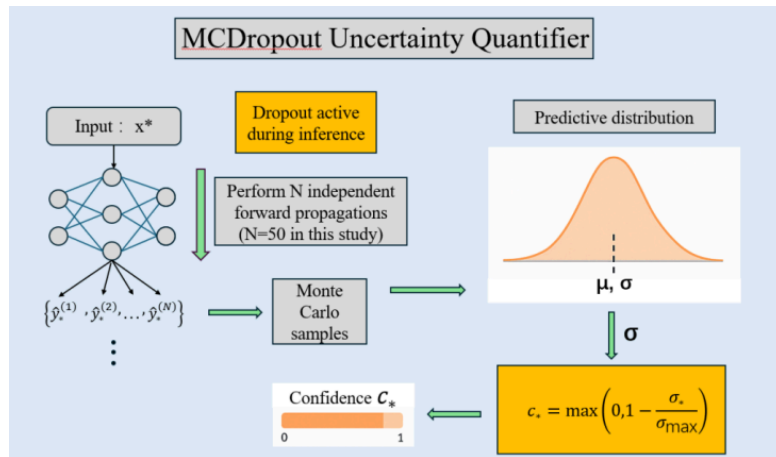 MCDropout Uncertainty Quantifier
Input： x*
Dropout active
during inference
Perform N independent
forward propagations
(N=50 in this study)
{ŷ*^(1), ŷ*^(2), ..., ŷ*^(N)}
⋮
Monte
Carlo
samples
Predictive distribution
μ, σ
σ
c* = max(0,1 − σ*/σmax)
Confidence C*
0 1